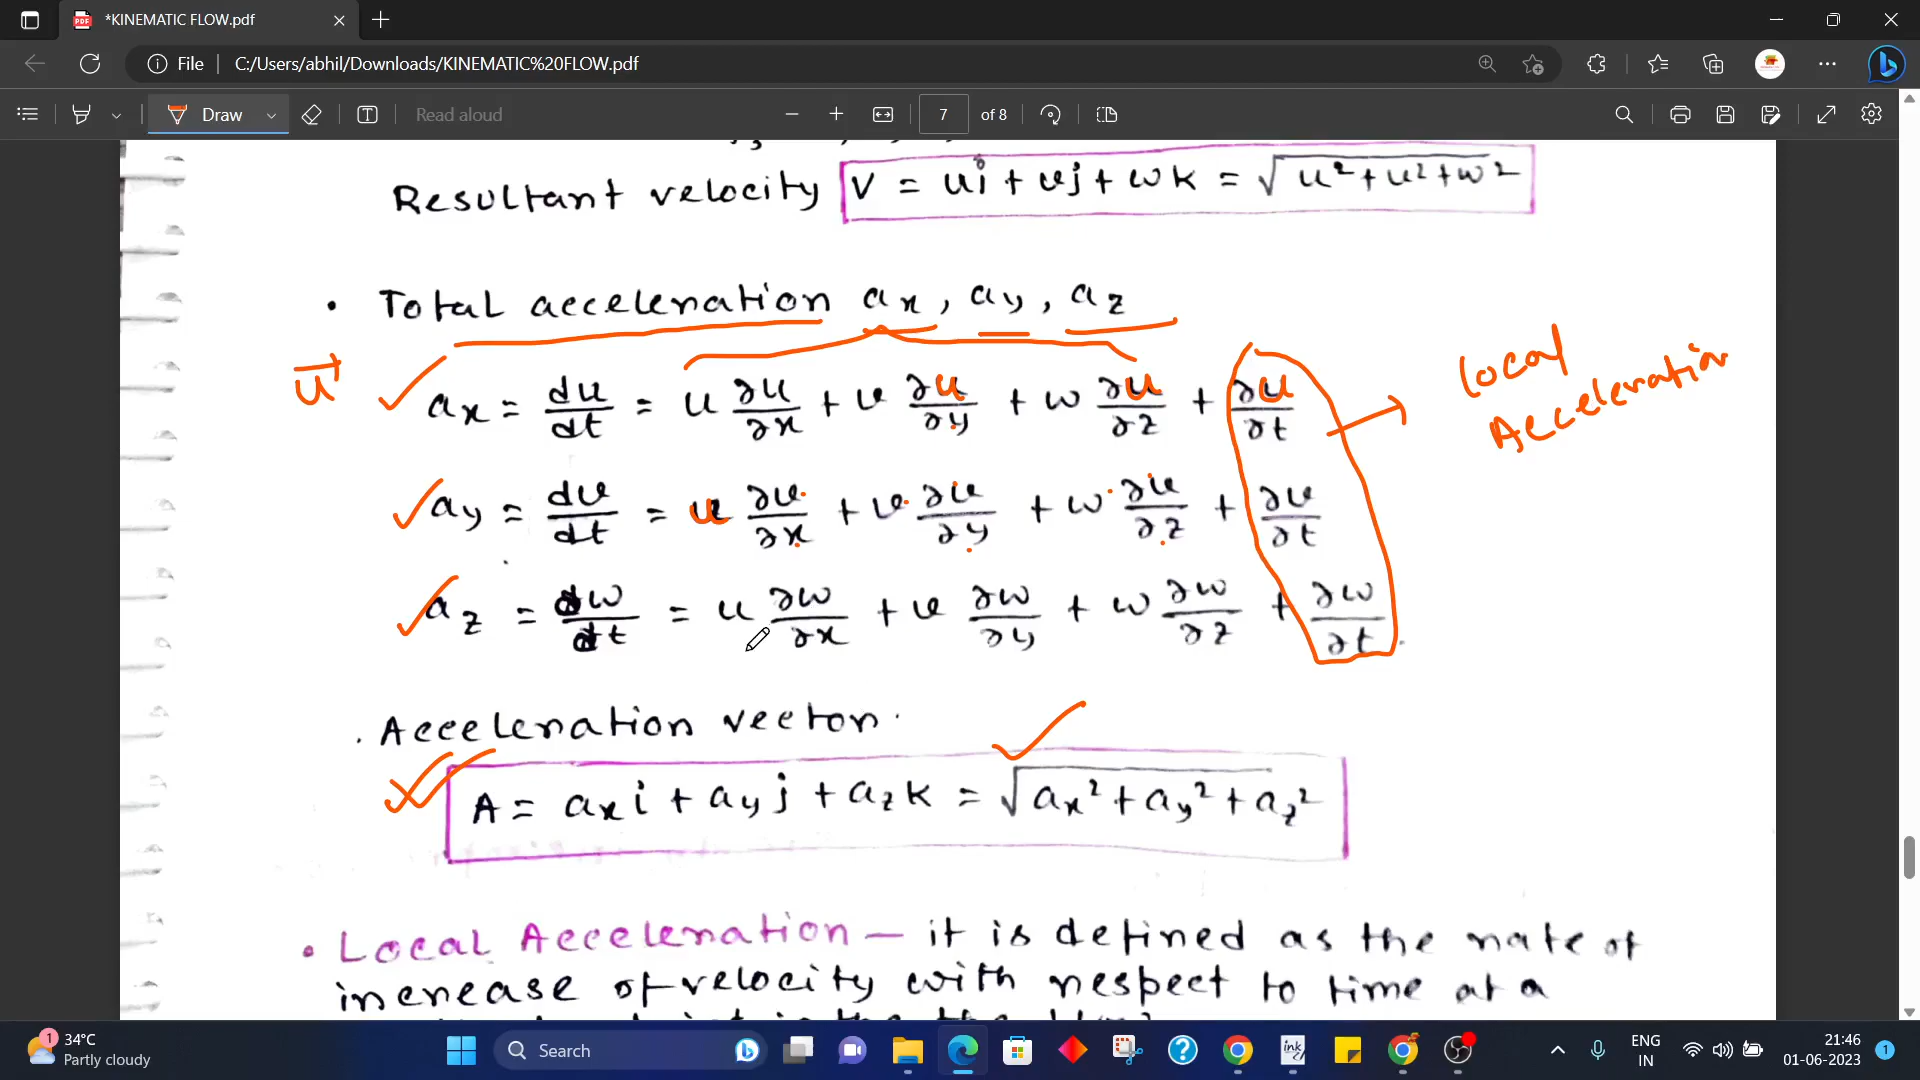 *KINEMATIC FLOW.pdf
File C:/Users/abhil/Downloads/KINEMATIC%20FLOW.pdf
Draw Read aloud 7 of 8
Resultant velocity V = ui + vj + wk = √u²+u²+w²
• Total acceleration ax, ay, az
u⃗ ax = du/dt = u ∂u/∂x + v ∂u/∂y + w ∂u/∂z + ∂u/∂t
Local
Acceleration
ay = dv/dt = u ∂v/∂x + v ∂v/∂y + w ∂v/∂z + ∂v/∂t
az = dw/dt = u ∂w/∂x + v ∂w/∂y + w ∂w/∂z + ∂w/∂t
. Acceleration vector.
A = axi + ayj + azk = √ax²+ay²+az²
• Local Acceleration — it is defined as the rate of
increase of velocity with respect to time at a
34°C
Partly cloudy
Search
ENG
IN
21:46
01-06-2023
1